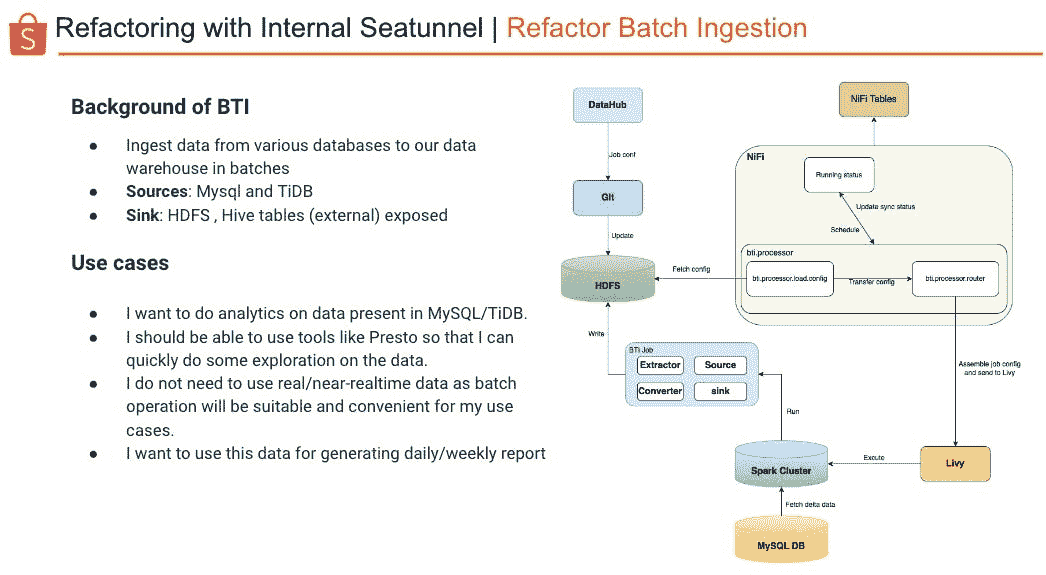 S
Refactoring with Internal Seatunnel | Refactor Batch Ingestion
Background of BTI
● Ingest data from various databases to our data
warehouse in batches
● Sources: Mysql and TiDB
● Sink: HDFS , Hive tables (external) exposed
Use cases
● I want to do analytics on data present in MySQL/TiDB.
● I should be able to use tools like Presto so that I can
quickly do some exploration on the data.
● I do not need to use real/near-realtime data as batch
operation will be suitable and convenient for my use
cases.
● I want to use this data for generating daily/weekly report
DataHub
Job conf
Git
Update
HDFS
Write
NiFi Tables
NiFi
Running status
Update sync status
Schedule
bti.processor
bti.processor.load.config
Transfer config
bti.processor.router
Fetch config
Assemble job config
and send to Livy
BTI Job
Extractor
Source
Converter
sink
Run
Spark Cluster
Excute
Livy
Fetch delta data
MySQL DB